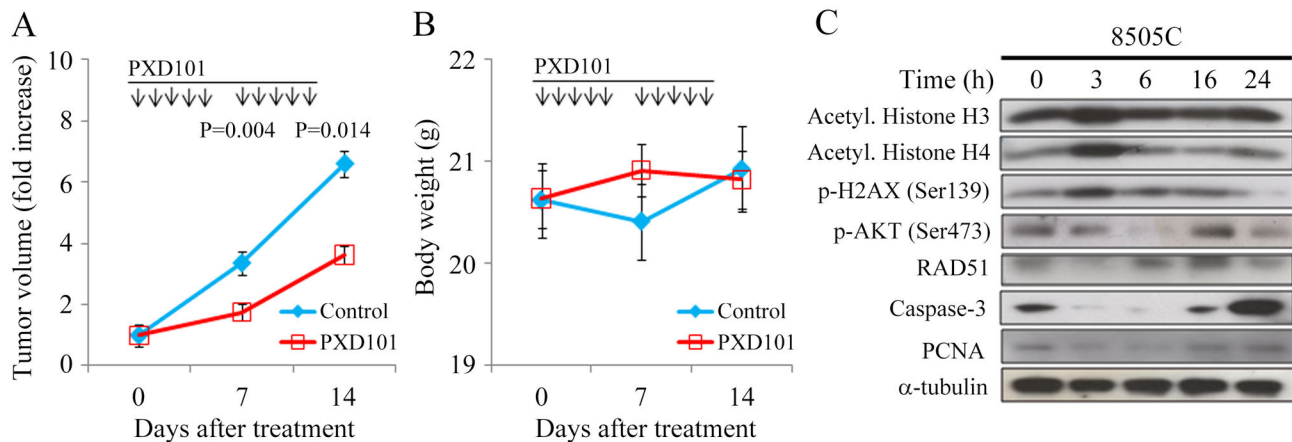 A
Tumor volume (fold increase)
10
8
6
4
2
0
PXD101
P=0.004 P=0.014
Control
PXD101
0 7 14
Days after treatment
B
Body weight (g)
22
21
20
19
PXD101
Control
PXD101
0 7 14
Days after treatment
C
8505C
Time (h) 0 3 6 16 24
Acetyl. Histone H3
Acetyl. Histone H4
p-H2AX (Ser139)
p-AKT (Ser473)
RAD51
Caspase-3
PCNA
α-tubulin